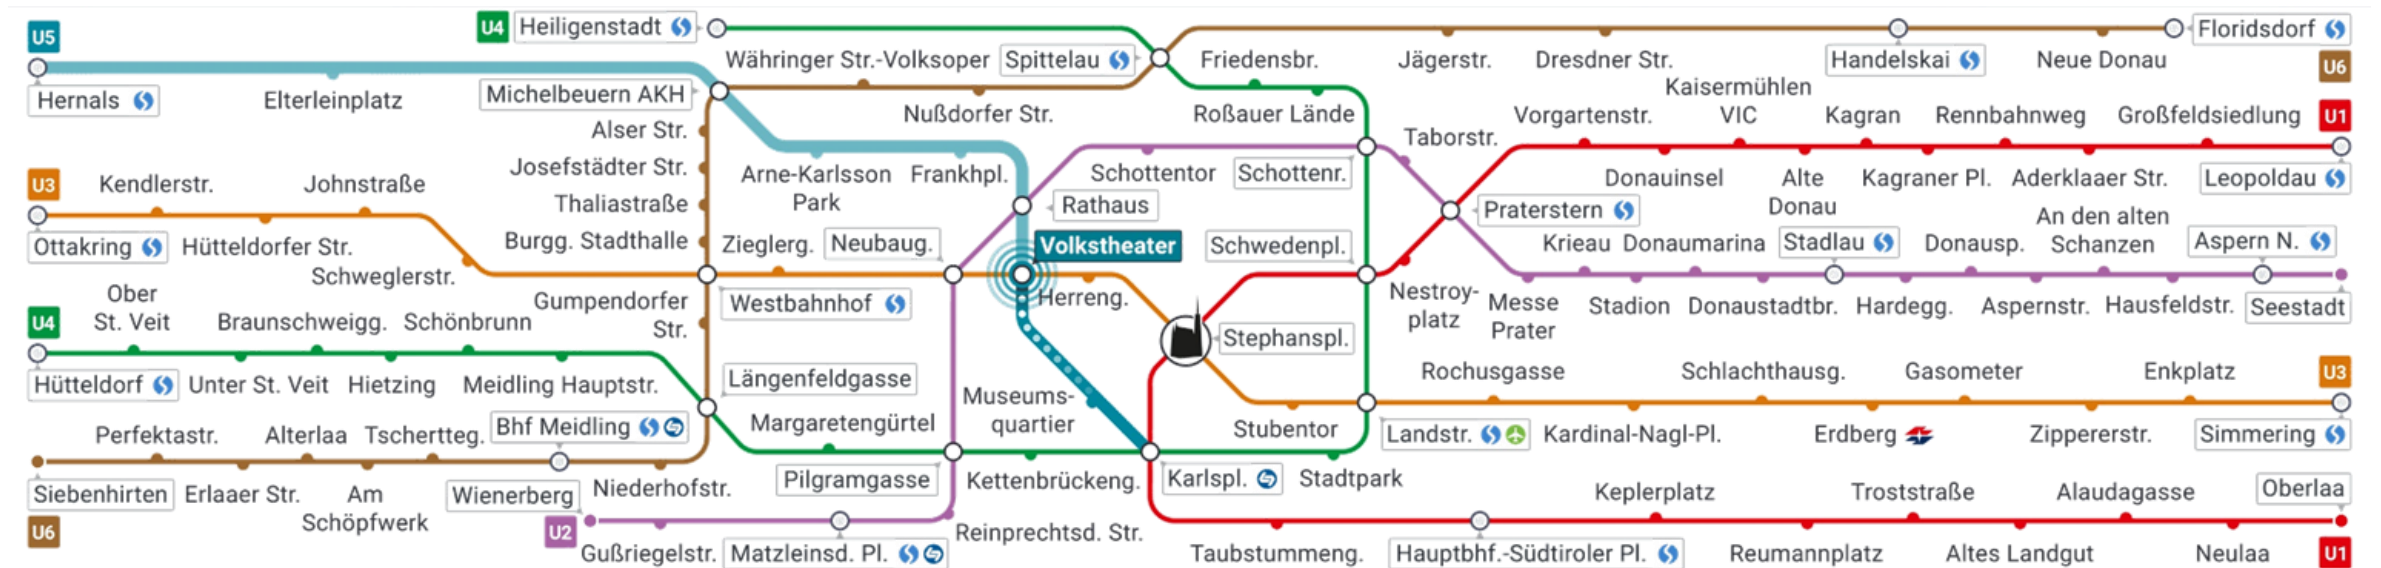 U5
U4 Heiligenstadt
Floridsdorf
Währinger Str.-Volksoper
Spittelau
Friedensbr.
Jägerstr.
Dresdner Str.
Handelskai
Neue Donau
U6
Hernals
Elterleinplatz
Michelbeuern AKH
Nußdorfer Str.
Roßauer Lände
Kaisermühlen
VIC
Vorgartenstr.
Kagran
Rennbahnweg
Großfeldsiedlung
U1
Alser Str.
Josefstädter Str.
Thaliastraße
Burgg. Stadthalle
Taborstr.
U3
Kendlerstr.
Johnstraße
Arne-Karlsson
Park
Frankhpl.
Schottentor
Schottenr.
Donauinsel
Alte
Donau
Kagraner Pl.
Aderklaaer Str.
Leopoldau
Rathaus
Praterstern
Ottakring
Hütteldorfer Str.
Schweglerstr.
Zieglerg.
Neubaug.
Volkstheater
Schwedenpl.
Krieau
Donaumarina
Stadlau
Donausp.
An den alten
Schanzen
Aspern N.
Westbahnhof
Herreng.
Nestroy-
platz
Messe
Prater
Stadion
Donaustadtbr.
Hardegg.
Aspernstr.
Hausfeldstr.
Seestadt
Gumpendorfer
Str.
U4
Ober
St. Veit
Braunschweigg.
Schönbrunn
Stephanspl.
Hütteldorf
Unter St. Veit
Hietzing
Meidling Hauptstr.
Längenfeldgasse
Rochusgasse
Schlachthausg.
Gasometer
Enkplatz
U3
Margaretengürtel
Museums-
quartier
Stubentor
Landstr.
Kardinal-Nagl-Pl.
Erdberg
Zippererstr.
Simmering
Perfektastr.
Alterlaa
Tschertteg.
Bhf Meidling
Siebenhirten
Erlaaer Str.
Am
Schöpfwerk
Wienerberg
Niederhofstr.
Pilgramgasse
Kettenbrückeng.
Karlspl.
Stadtpark
Keplerplatz
Troststraße
Alaudagasse
Oberlaa
U6
U2
Gußriegelstr.
Matzleinsd. Pl.
Reinprechtsd. Str.
Taubstummeng.
Hauptbhf.-Südtiroler Pl.
Reumannplatz
Altes Landgut
Neulaa
U1